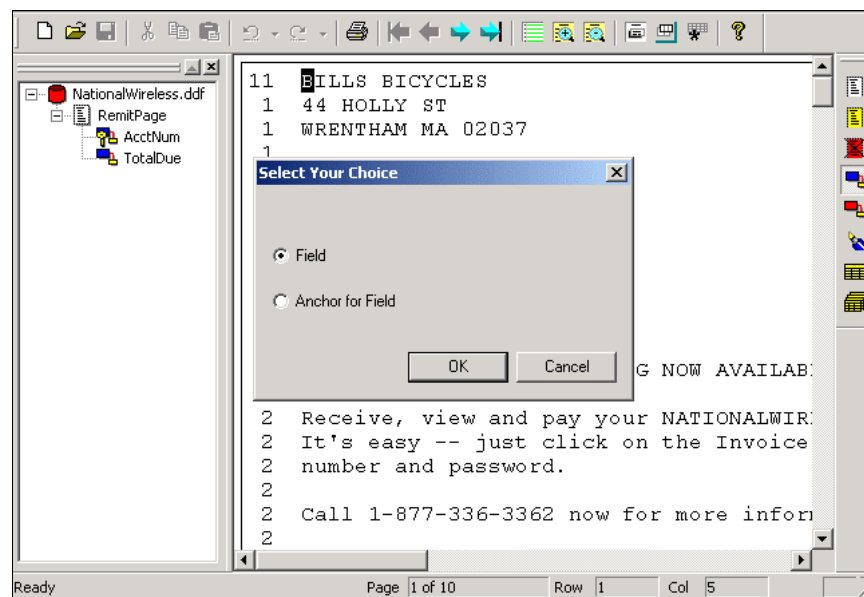 NationalWireless.ddf
RemitPage
AcctNum
TotalDue
11 BILLS BICYCLES
1 44 HOLLY ST
1 WRENTHAM MA 02037
1
Select Your Choice
Field
Anchor for Field
OK Cancel
G NOW AVAILAB
2 Receive, view and pay your NATIONALWIR
2 It's easy -- just click on the Invoice
2 number and password.
2
2 Call 1-877-336-3362 now for more infor
2
Ready Page 1 of 10 Row 1 Col 5